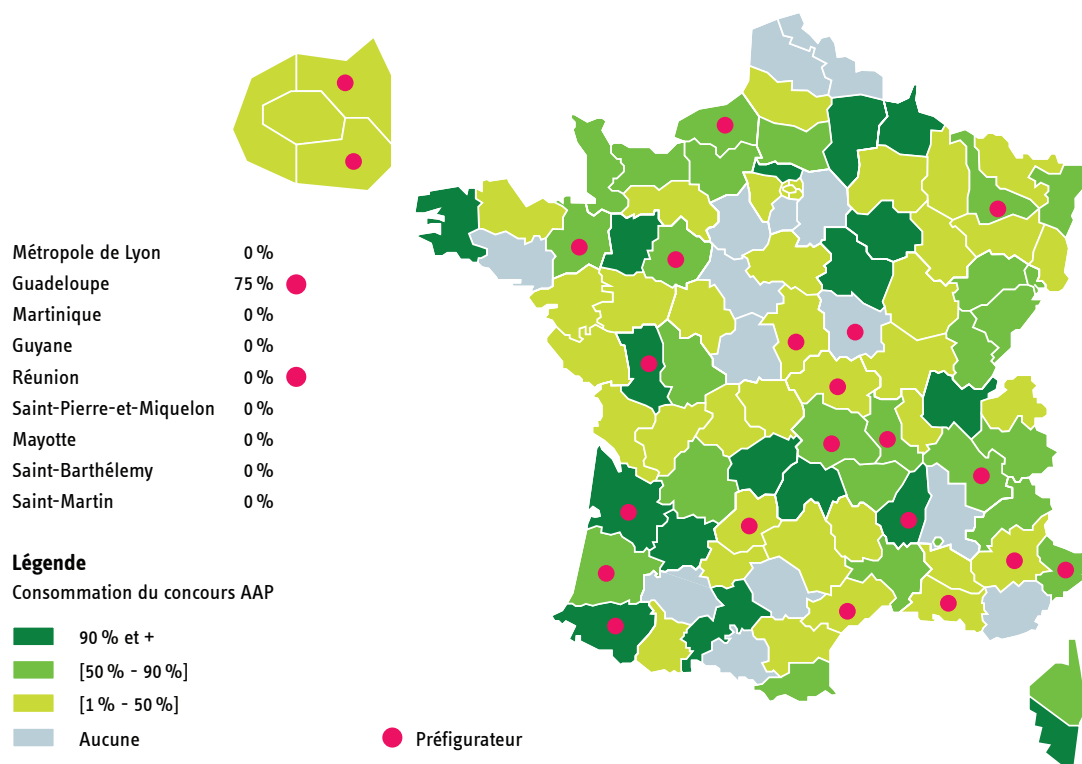 Métropole de Lyon 0 %
Guadeloupe 75 %
Martinique 0 %
Guyane 0 %
Réunion 0 %
Saint-Pierre-et-Miquelon 0 %
Mayotte 0 %
Saint-Barthélemy 0 %
Saint-Martin 0 %
Légende
Consommation du concours AAP
90 % et +
[50 % - 90 %]
[1 % - 50 %]
Aucune
Préfigurateur